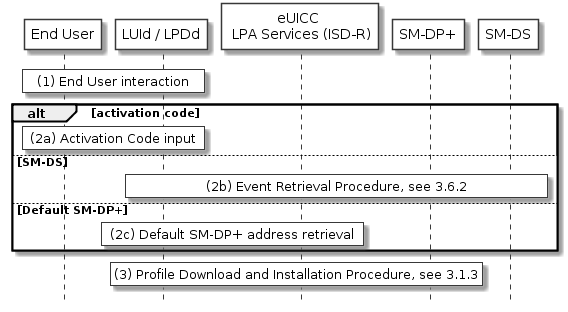 End User
LUId / LPDd
eUICC
LPA Services (ISD-R)
SM-DP+
SM-DS
(1) End User interaction
alt
[activation code]
(2a) Activation Code input
[SM-DS]
(2b) Event Retrieval Procedure, see 3.6.2
[Default SM-DP+]
(2c) Default SM-DP+ address retrieval
(3) Profile Download and Installation Procedure, see 3.1.3